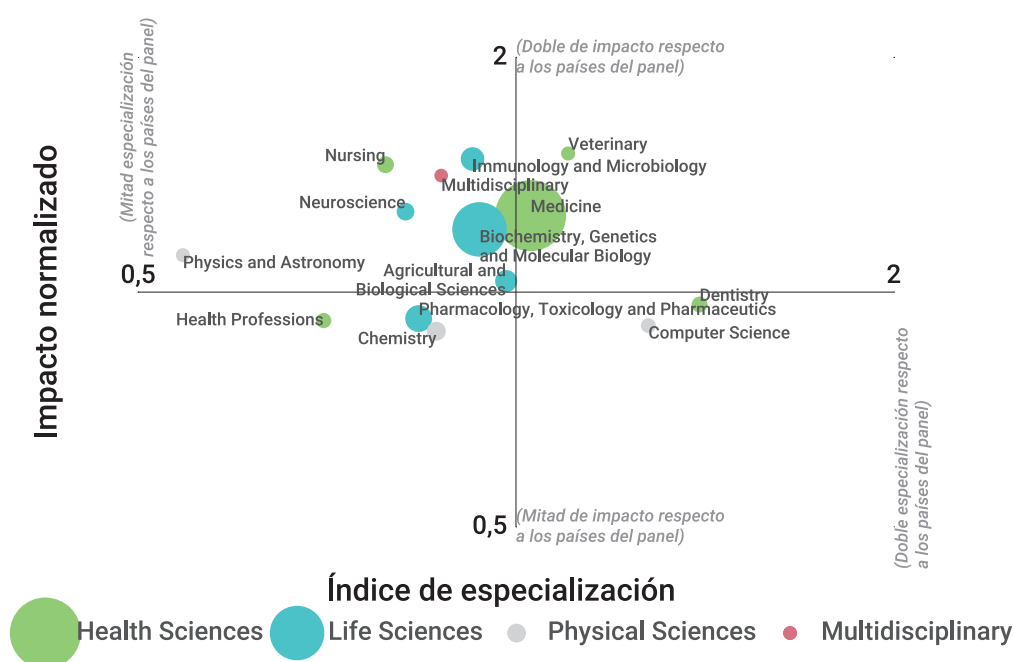 (Mitad especialización
respecto a los países del panel)
2
(Doble de impacto respecto
a los países del panel)
Impacto normalizado
Nursing
Veterinary
Immunology and Microbiology
Multidisciplinary
Neuroscience
Medicine
Biochemistry, Genetics
and Molecular Biology
Physics and Astronomy
Agricultural and
Biological Sciences
0,5
2
Dentistry
Pharmacology, Toxicology and Pharmaceutics
Health Professions
Chemistry
Computer Science
(Doble especialización respecto
a los países del panel)
0,5
(Mitad de impacto respecto
a los países del panel)
Índice de especialización
Health Sciences
Life Sciences
Physical Sciences
Multidisciplinary